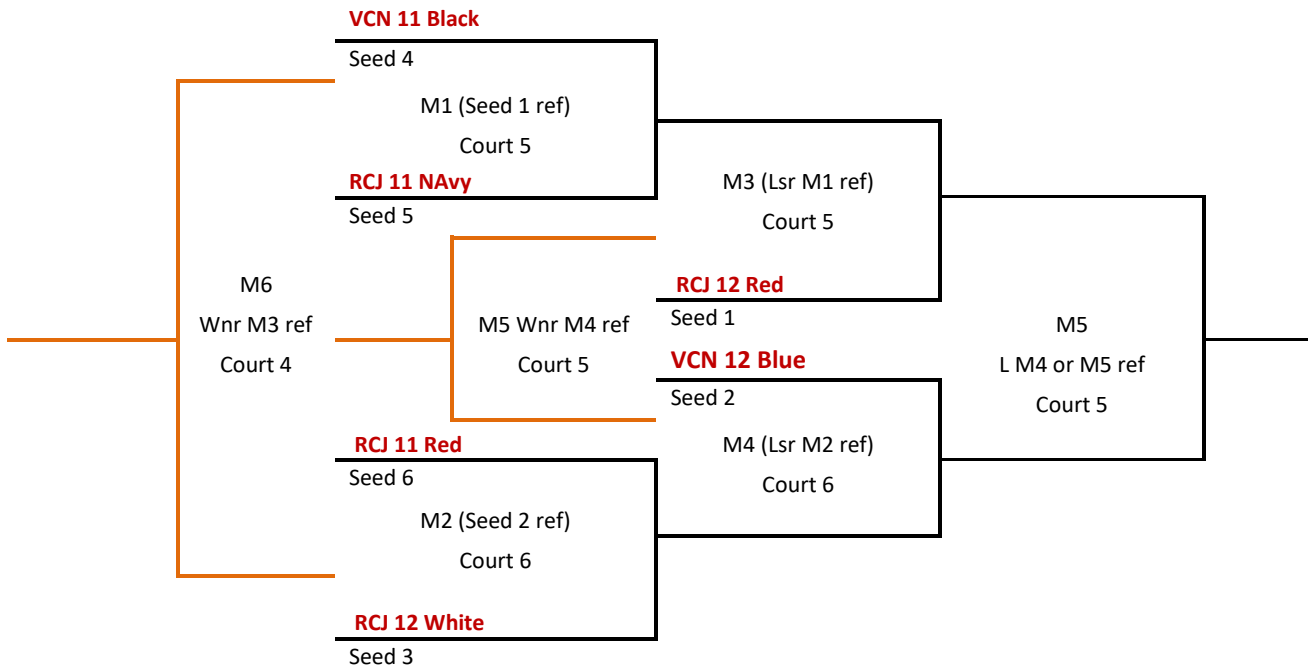 VCN 11 Black
Seed 4
M1 (Seed 1 ref)
Court 5
RCJ 11 NAvy
Seed 5
M3 (Lsr M1 ref)
Court 5
M6
Wnr M3 ref
Court 4
RCJ 12 Red
Seed 1
M5 Wnr M4 ref
Court 5
M5
L M4 or M5 ref
Court 5
VCN 12 Blue
Seed 2
RCJ 11 Red
Seed 6
M4 (Lsr M2 ref)
Court 6
M2 (Seed 2 ref)
Court 6
RCJ 12 White
Seed 3